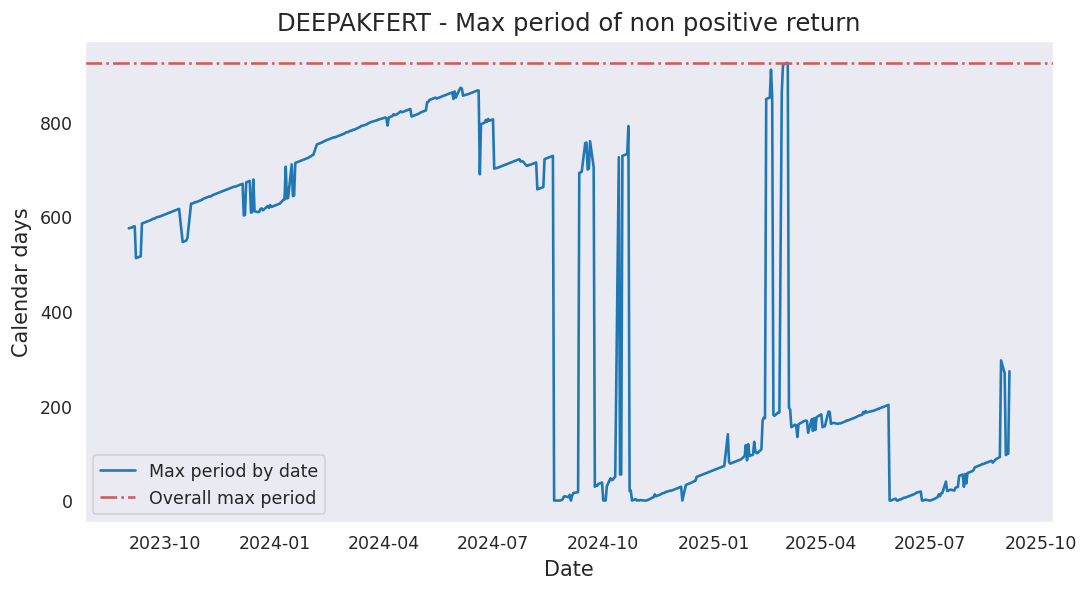 DEEPAKFERT - Max period of non positive return
Calendar days
800
600
400
200
0
Max period by date
Overall max period
2023-10 2024-01 2024-04 2024-07 2024-10 2025-01 2025-04 2025-07 2025-10
Date